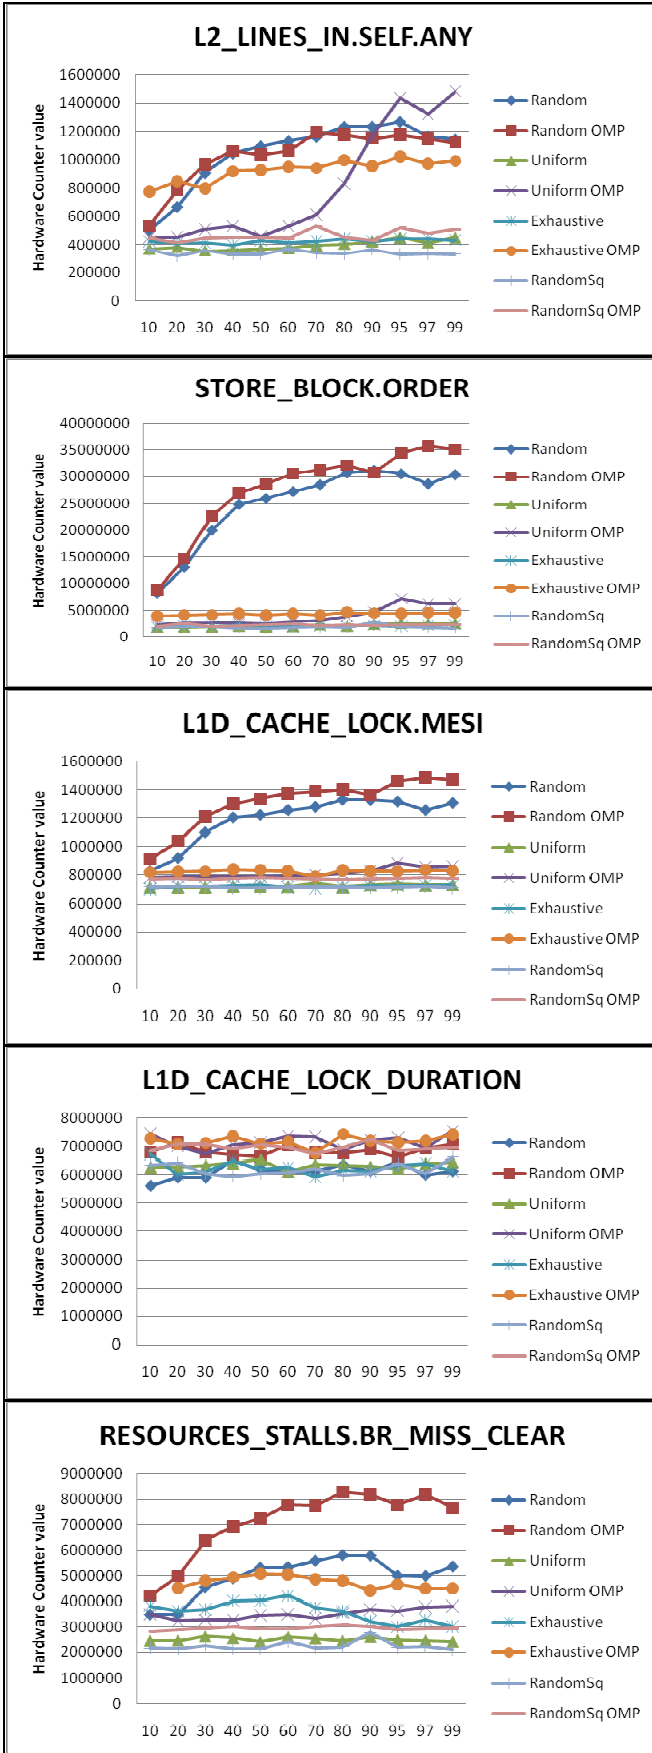 L2_LINES_IN.SELF.ANY
Hardware Counter value
1600000
1400000
1200000
1000000
800000
600000
400000
200000
0
10 20 30 40 50 60 70 80 90 95 97 99
Random
Random OMP
Uniform
Uniform OMP
Exhaustive
Exhaustive OMP
RandomSq
RandomSq OMP
STORE_BLOCK.ORDER
Hardware Counter value
40000000
35000000
30000000
25000000
20000000
15000000
10000000
5000000
0
10 20 30 40 50 60 70 80 90 95 97 99
Random
Random OMP
Uniform
Uniform OMP
Exhaustive
Exhaustive OMP
RandomSq
RandomSq OMP
L1D_CACHE_LOCK.MESI
Hardware Counter value
1600000
1400000
1200000
1000000
800000
600000
400000
200000
0
10 20 30 40 50 60 70 80 90 95 97 99
Random
Random OMP
Uniform
Uniform OMP
Exhaustive
Exhaustive OMP
RandomSq
RandomSq OMP
L1D_CACHE_LOCK_DURATION
Hardware Counter value
8000000
7000000
6000000
5000000
4000000
3000000
2000000
1000000
0
10 20 30 40 50 60 70 80 90 95 97 99
Random
Random OMP
Uniform
Uniform OMP
Exhaustive
Exhaustive OMP
RandomSq
RandomSq OMP
RESOURCES_STALLS.BR_MISS_CLEAR
Hardware Counter value
9000000
8000000
7000000
6000000
5000000
4000000
3000000
2000000
1000000
0
10 20 30 40 50 60 70 80 90 95 97 99
Random
Random OMP
Uniform
Uniform OMP
Exhaustive
Exhaustive OMP
RandomSq
RandomSq OMP